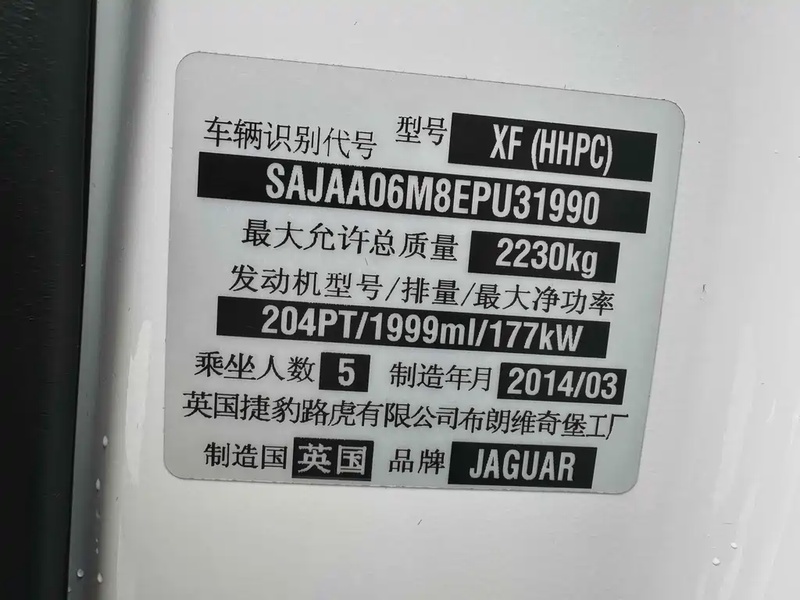 车辆识别代号 型号 XF (HHPC)
SAJAA06M8EPU31990
最大允许总质量 2230kg
发动机型号/排量/最大净功率
204PT/1999ml/177kW
乘坐人数 5 制造年月 2014/03
英国捷豹路虎有限公司布朗维奇堡工厂
制造国 英国 品牌 JAGUAR